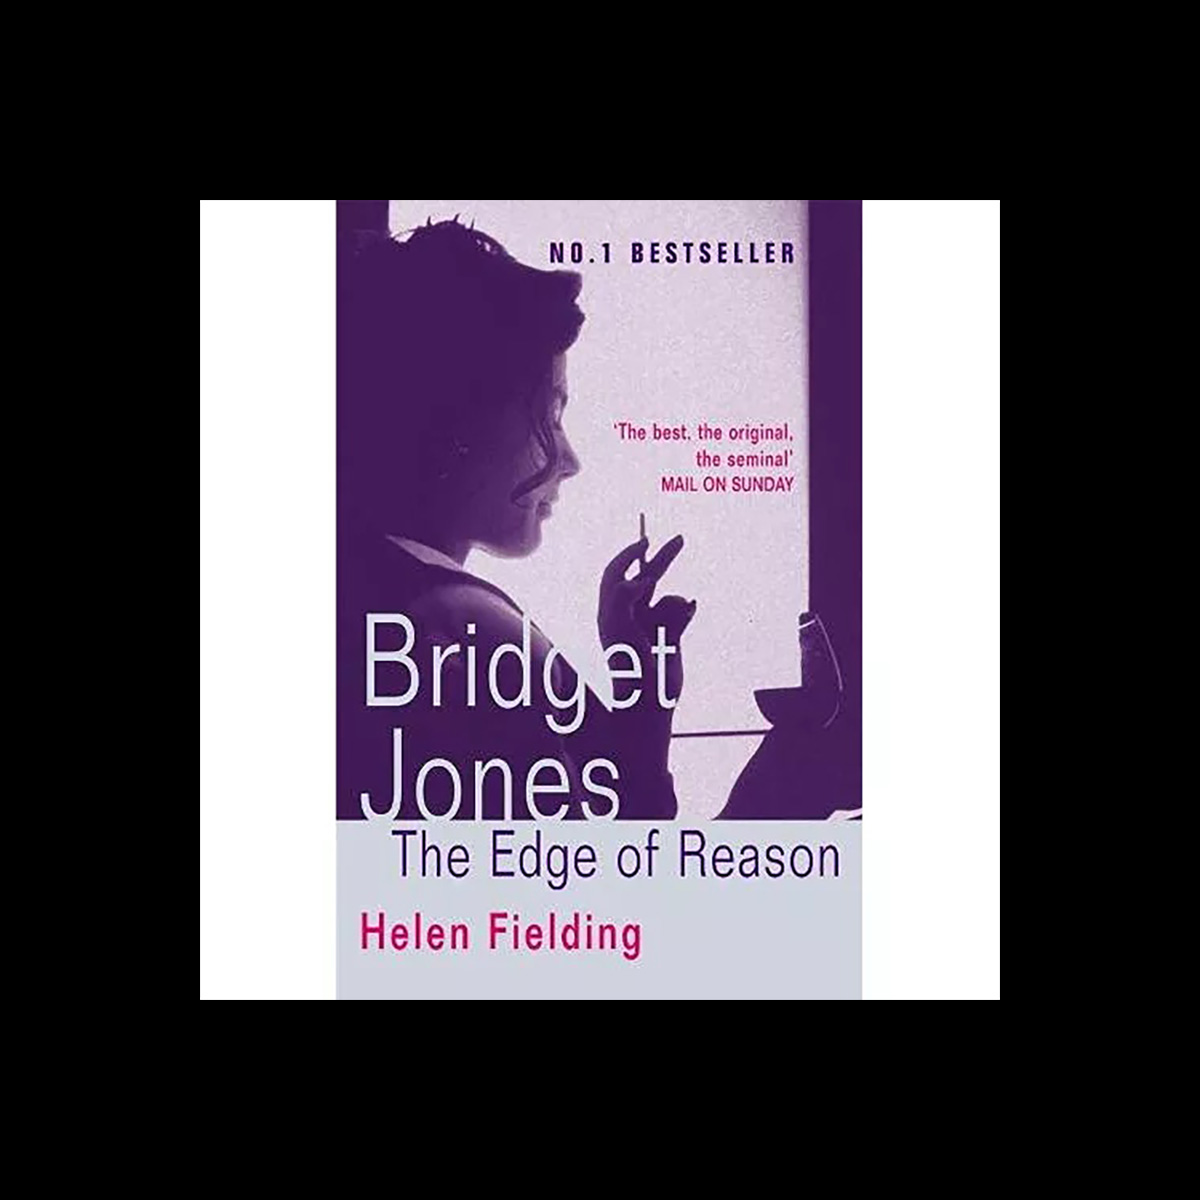 NO.1 BESTSELLER
‘The best, the original,
the seminal’
MAIL ON SUNDAY
Bridget
Jones
The Edge of Reason
Helen Fielding